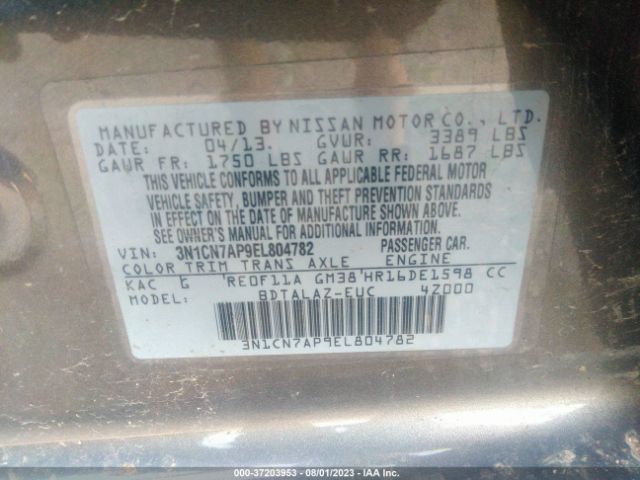 MANUFACTURED BY NISSAN MOTOR CO., LTD.
DATE: 04/13. GVWR: 3389 LBS
GAWR FR: 1750 LBS GAWR RR: 1687 LBS
THIS VEHICLE CONFORMS TO ALL APPLICABLE FEDERAL MOTOR
VEHICLE SAFETY, BUMPER AND THEFT PREVENTION STANDARDS
IN EFFECT ON THE DATE OF MANUFACTURE SHOWN ABOVE.
SEE OWNER'S MANUAL FOR ADDITIONAL INFORMATION.
VIN: 3N1CN7AP9EL804782 PASSENGER CAR.
COLOR TRIM TRANS AXLE ENGINE
KAC G RE0F11A GM38 HR16DE1598 CC
MODEL: BDTALAZ-EUC 4Z000
3N1CN7AP9EL804782
000-37203953 - 08/01/2023 - IAA Inc.